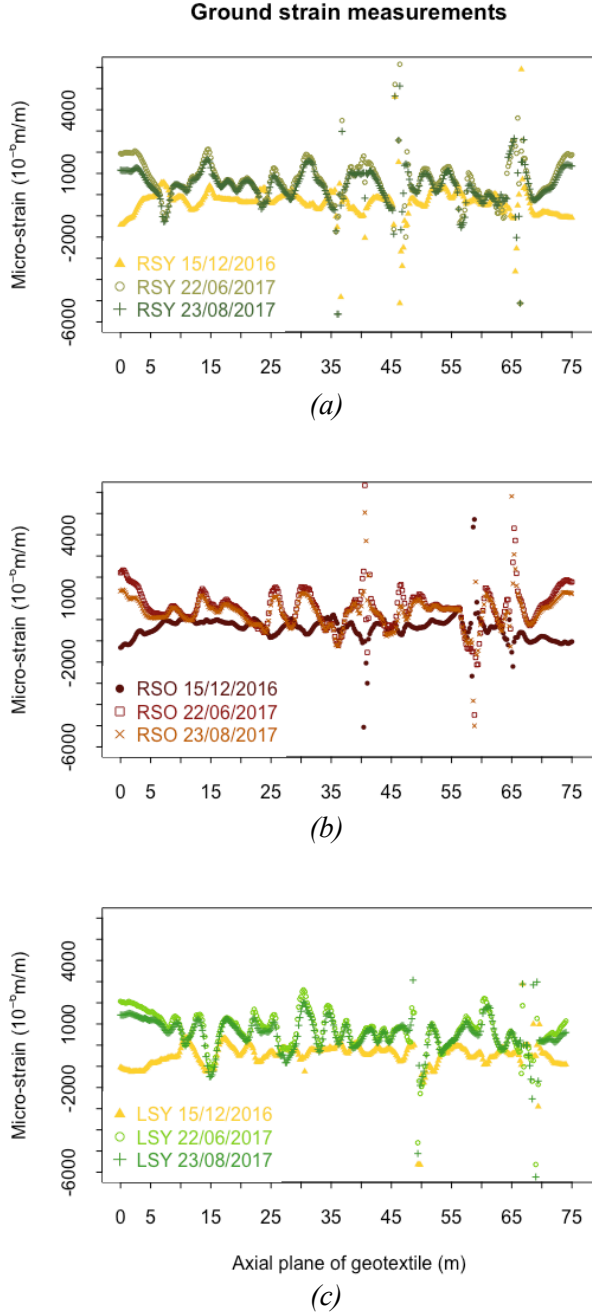 Ground strain measurements
Micro-strain (10⁻⁶m/m)
4000
1000
-2000
-6000
RSY 15/12/2016
RSY 22/06/2017
RSY 23/08/2017
0 5 15 25 35 45 55 65 75
(a)
Micro-strain (10⁻⁶m/m)
4000
1000
-2000
-6000
RSO 15/12/2016
RSO 22/06/2017
RSO 23/08/2017
0 5 15 25 35 45 55 65 75
(b)
Micro-strain (10⁻⁶m/m)
4000
1000
-2000
-6000
LSY 15/12/2016
LSY 22/06/2017
LSY 23/08/2017
0 5 15 25 35 45 55 65 75
Axial plane of geotextile (m)
(c)